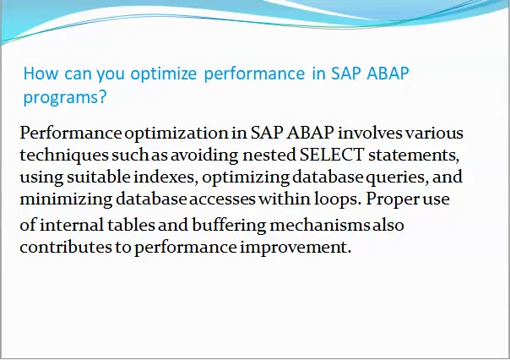 How can you optimize performance in SAP ABAP
programs?
Performance optimization in SAP ABAP involves various
techniques such as avoiding nested SELECT statements,
using suitable indexes, optimizing database queries, and
minimizing database accesses within loops. Proper use
of internal tables and buffering mechanisms also
contributes to performance improvement.